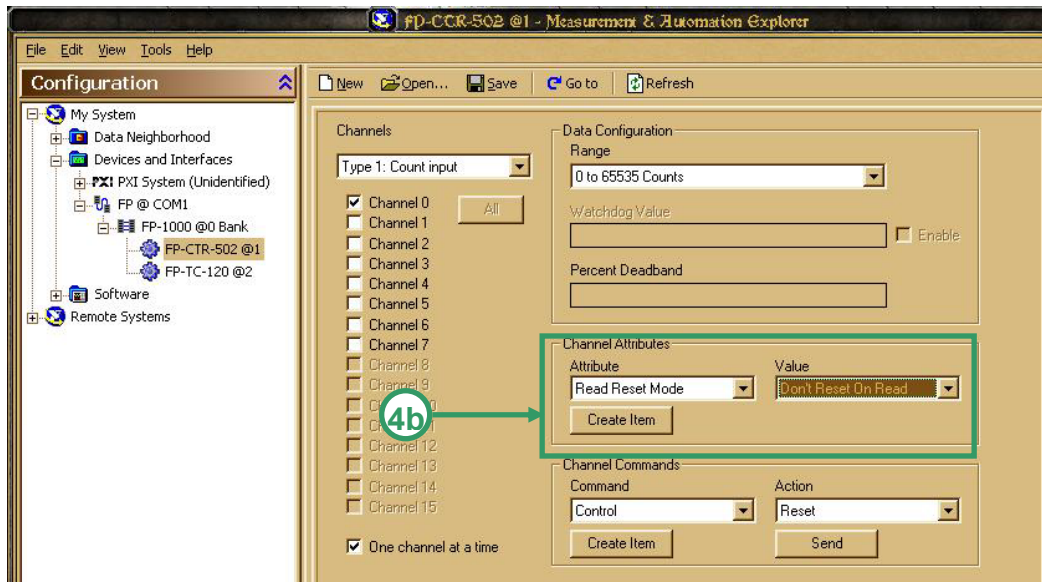 FP-CCR-502 @1 - Measurement & Automation Explorer
File Edit View Tools Help
Configuration
New Open... Save Go to Refresh
My System
Data Neighborhood
Devices and Interfaces
PXI PXI System (Unidentified)
FP @ COM1
FP-1000 @0 Bank
FP-CTR-502 @1
FP-TC-120 @2
Software
Remote Systems
Channels
Type 1: Count input
All
Channel 0
Channel 1
Channel 2
Channel 3
Channel 4
Channel 5
Channel 6
Channel 7
Channel 8
Channel 9
Channel 12
Channel 13
Channel 14
Channel 15
One channel at a time
4b
Data Configuration
Range
0 to 65535 Counts
Watchdog Value
Enable
Percent Deadband
Channel Attributes
Attribute Value
Read Reset Mode Don't Reset On Read
Create Item
Channel Commands
Command Action
Control Reset
Create Item Send